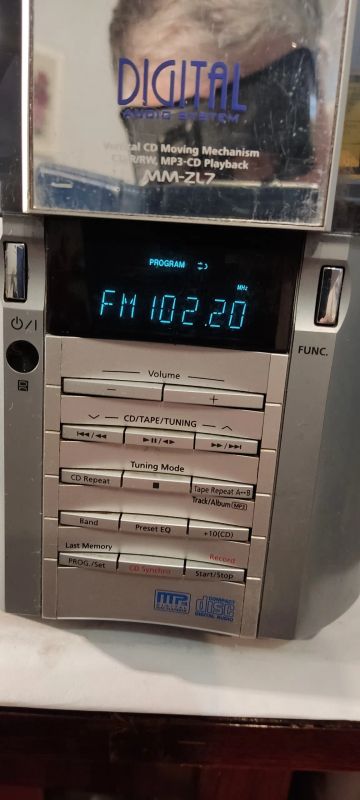 DIGITAL
AUDIO SYSTEM
Vertical CD Moving Mechanism
CD-R/RW, MP3-CD Playback
MM-ZL7
PROGRAM
MHz
FM 102.20
FUNC.
Volume
− +
CD/TAPE/TUNING
Tuning Mode
CD Repeat Tape Repeat A↔B
Track/Album MP3
Band Preset EQ +10(CD)
Last Memory Record
PROG./Set CD Synchro Start/Stop
MP3
COMPACT
disc
DIGITAL AUDIO